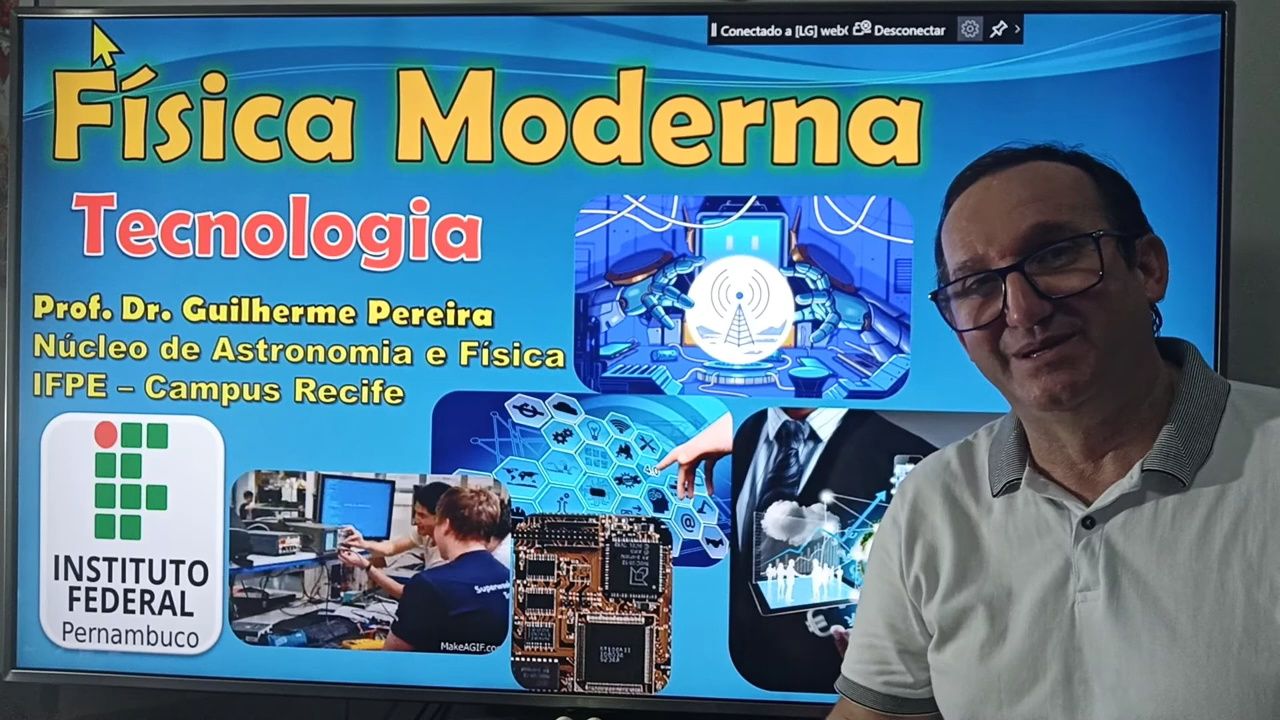 Conectado a [LG] web Desconectar
Física Moderna
Tecnologia
Prof. Dr. Guilherme Pereira
Núcleo de Astronomia e Física
IFPE – Campus Recife
INSTITUTO
FEDERAL
Pernambuco
MakeAGIF.co